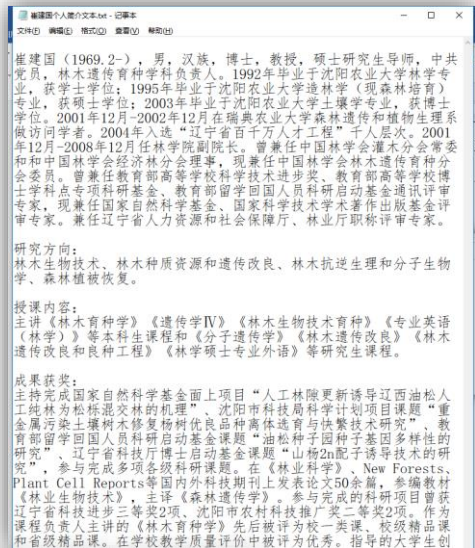 崔建国个人简介文本.txt - 记事本
文件(F) 编辑(E) 格式(O) 查看(V) 帮助(H)
崔建国（1969.2-），男，汉族，博士，教授，硕士研究生导师，中共
党员，林木遗传育种学科负责人。1992年毕业于沈阳农业大学林学专
业，获学士学位；1995年毕业于沈阳农业大学造林学（现森林培育）
专业，获硕士学位；2003年毕业于沈阳农业大学土壤学专业，获博士
学位。2001年12月-2002年12月在瑞典农业大学森林遗传和植物生理系
做访问学者。2004年入选“辽宁省百千万人才工程”千人层次。2001
年12月-2008年12月任林学院副院长。曾兼任中国林学会灌木分会常委
和和中国林学会经济林分会理事，现兼任中国林学会林木遗传育种分
会委员。曾兼任教育部高等学校科学技术进步奖、教育部高等学校博
士学科点专项科研基金、教育部留学回国人员科研启动基金通讯评审
专家，现兼任国家自然科学基金、国家科学技术学术著作出版基金评
审专家。兼任辽宁省人力资源和社会保障厅、林业厅职称评审专家。
研究方向：
林木生物技术、林木种质资源和遗传改良、林木抗逆生理和分子生物
学、森林植被恢复。
授课内容：
主讲《林木育种学》《遗传学Ⅳ》《林木生物技术育种》《专业英语
（林学）》等本科生课程和《分子遗传学》《林木遗传改良》《林木
遗传改良和良种工程》《林学硕士专业外语》等研究生课程。
成果获奖：
主持完成国家自然科学基金面上项目“人工林隙更新诱导辽西油松人
工纯林为松栎混交林的机理”、沈阳市科技局科学计划项目课题“重
金属污染土壤树木修复杨树优良品种离体选育与快繁技术研究”、教
育部留学回国人员科研启动基金课题“油松种子园种子基因多样性的
研究”、辽宁省科技厅博士启动基金课题“山杨2n配子诱导技术的研
究”，参与完成多项各级科研课题。在《林业科学》、New Forests、
Plant Cell Reports等国内外科技期刊上发表论文50余篇，参编教材
《林业生物技术》，主译《森林遗传学》。参与完成的科研项目曾获
辽宁省科技进步三等奖2项、沈阳市农村科技推广奖二等奖2项。作为
课程负责人主讲的《林木育种学》先后被评为校一类课、校级精品课
和省级精品课。在学校教学质量评价中被评为优秀。指导的大学生创